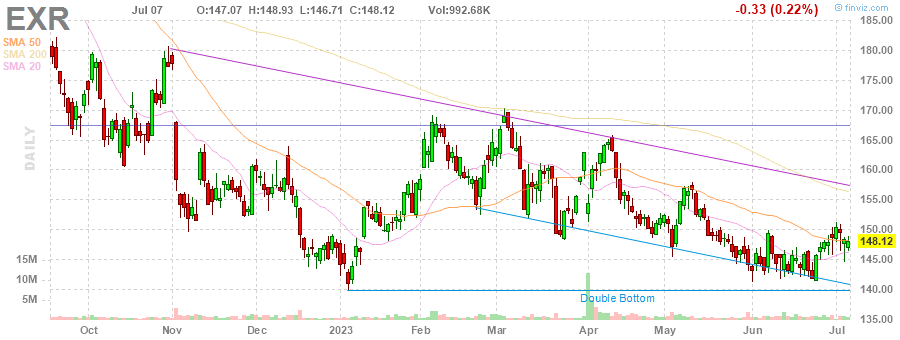 EXR Jul 07 O:147.07 H:148.93 L:146.71 C:148.12 Vol:992.68K -0.33 (0.22%) @ finviz.com
SMA 50
SMA 200
SMA 20
DAILY
185.00
180.00
175.00
170.00
165.00
160.00
155.00
150.00
148.12
145.00
140.00
135.00
15M
10M
5M
Double Bottom
Oct Nov Dec 2023 Feb Mar Apr May Jun Jul